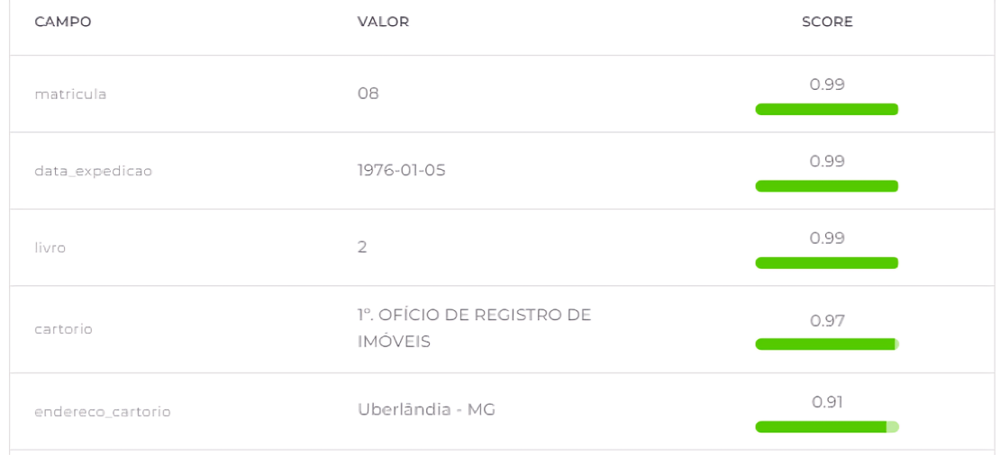 CAMPO VALOR SCORE
matricula 08 0.99
data_expedicao 1976-01-05 0.99
livro 2 0.99
cartorio 1º. OFÍCIO DE REGISTRO DE IMÓVEIS 0.97
endereco_cartorio Uberlândia - MG 0.91